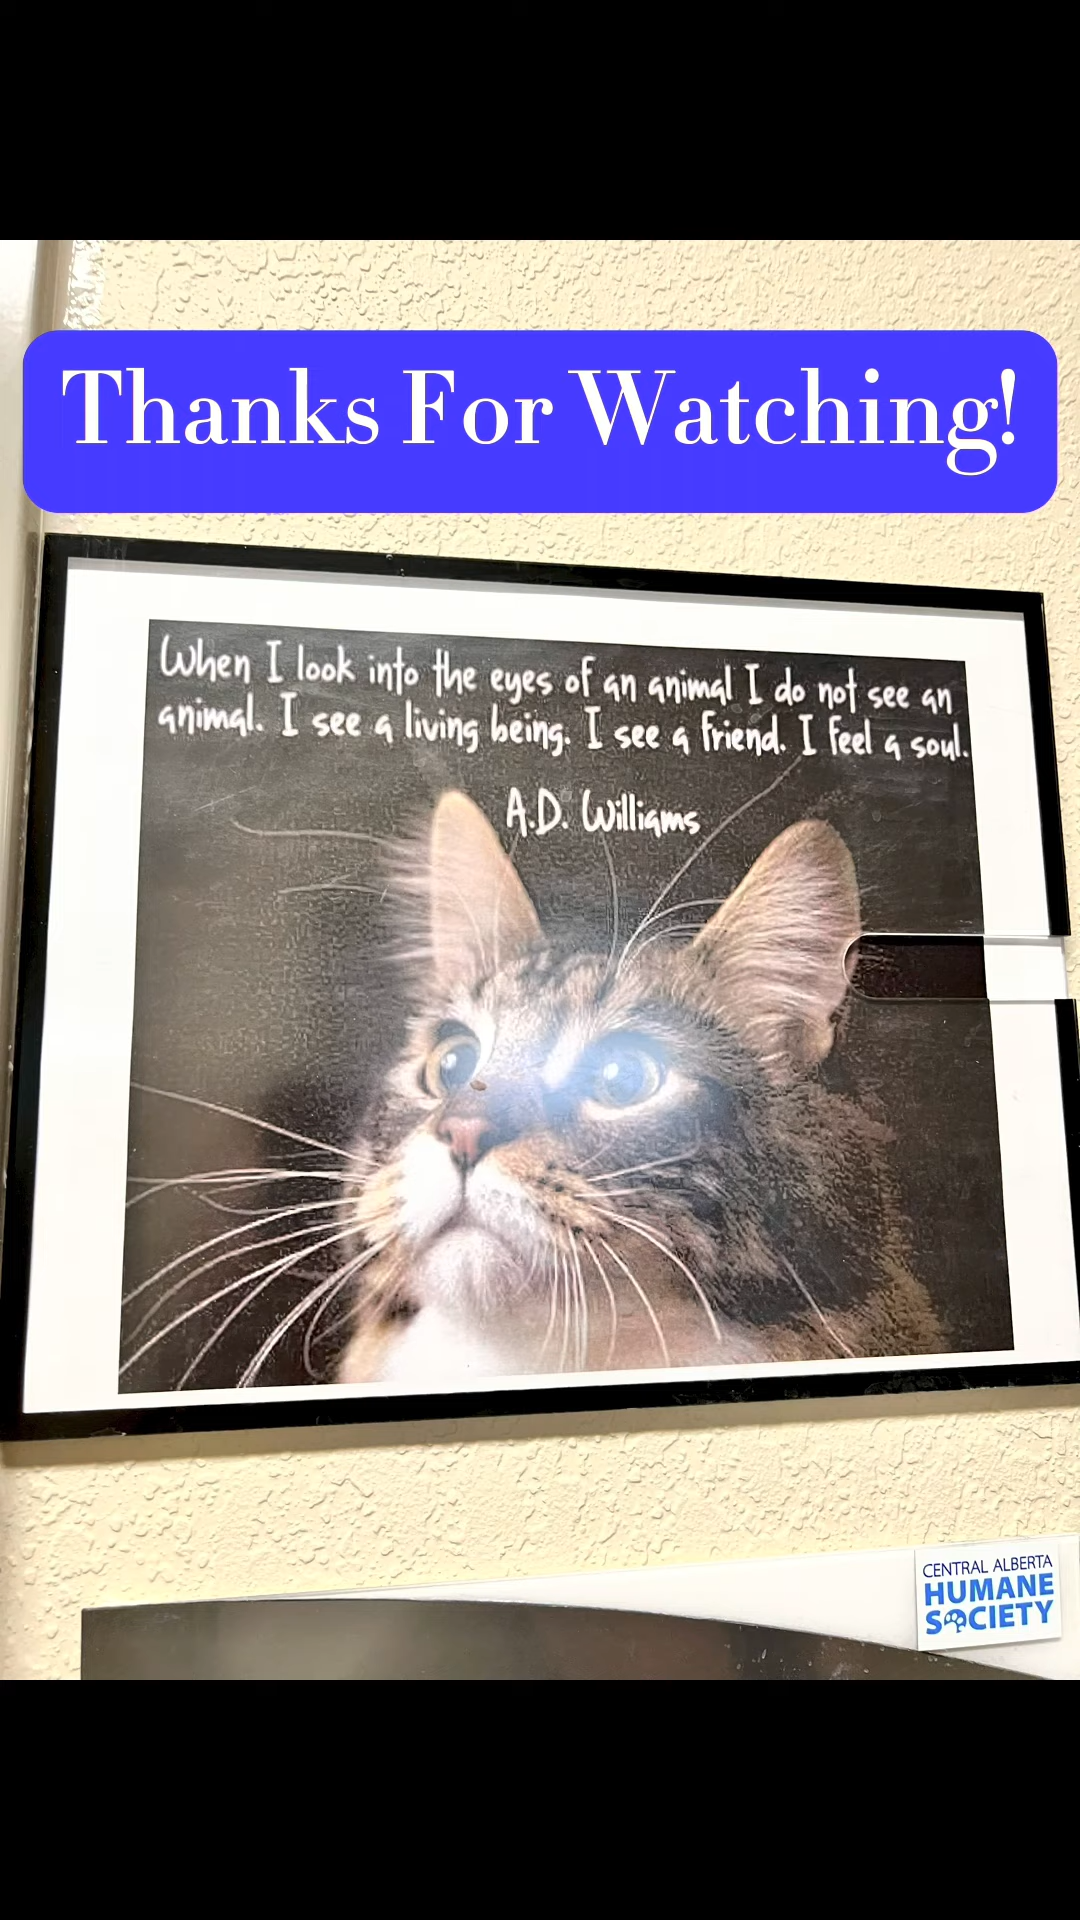 Thanks For Watching!
When I look into the eyes of an animal I do not see an
animal. I see a living being. I see a friend. I feel a soul.
A.D. Williams
CENTRAL ALBERTA
HUMANE
SOCIETY